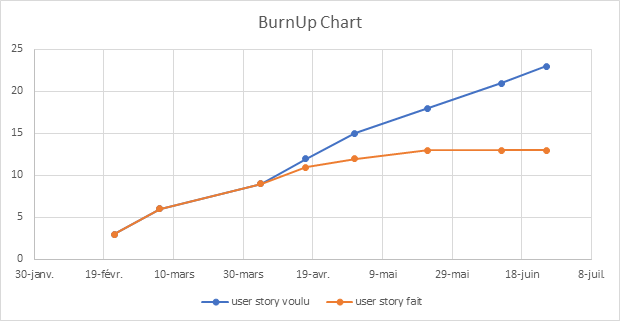 BurnUp Chart
25
20
15
10
5
0
30-janv. 19-févr. 10-mars 30-mars 19-avr. 9-mai 29-mai 18-juin 8-juil.
user story voulu user story fait